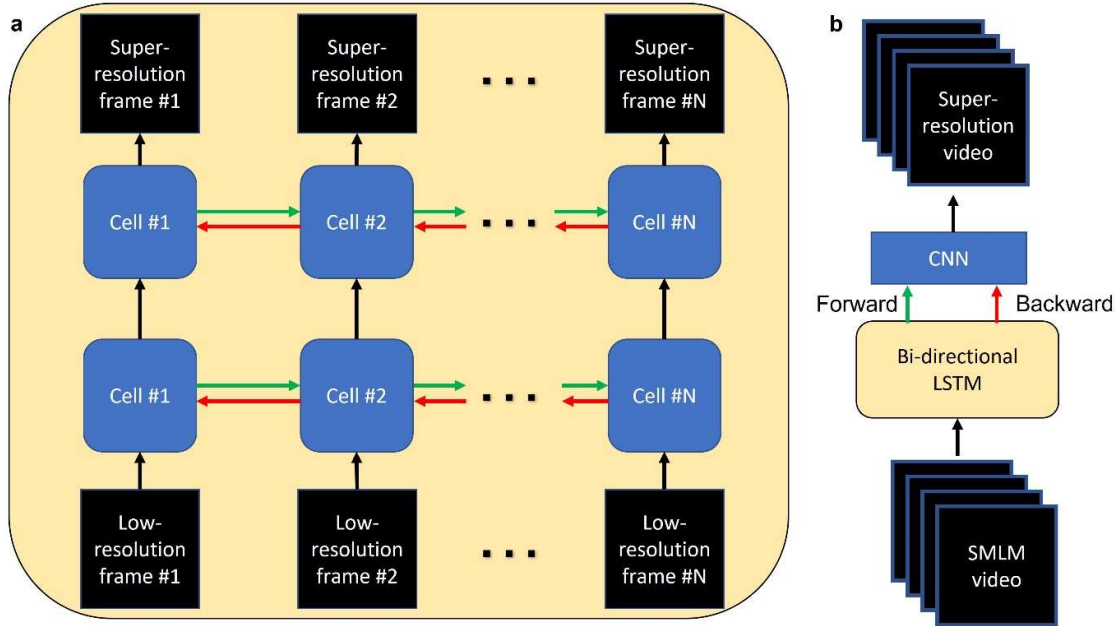 a
Super-
resolution
frame #1
Super-
resolution
frame #2
. . .
Super-
resolution
frame #N
Cell #1
Cell #2
. . .
Cell #N
Cell #1
Cell #2
. . .
Cell #N
Low-
resolution
frame #1
Low-
resolution
frame #2
. . .
Low-
resolution
frame #N
b
Super-
resolution
video
CNN
Forward
Backward
Bi-directional
LSTM
SMLM
video